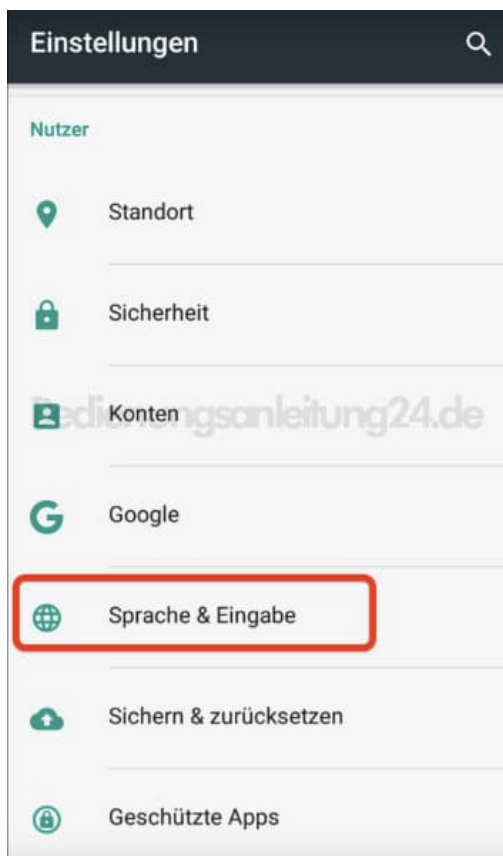 Einstellungen
Nutzer
Standort
Sicherheit
Konten
Bedienungsanleitung24.de
Google
Sprache & Eingabe
Sichern & zurücksetzen
Geschützte Apps